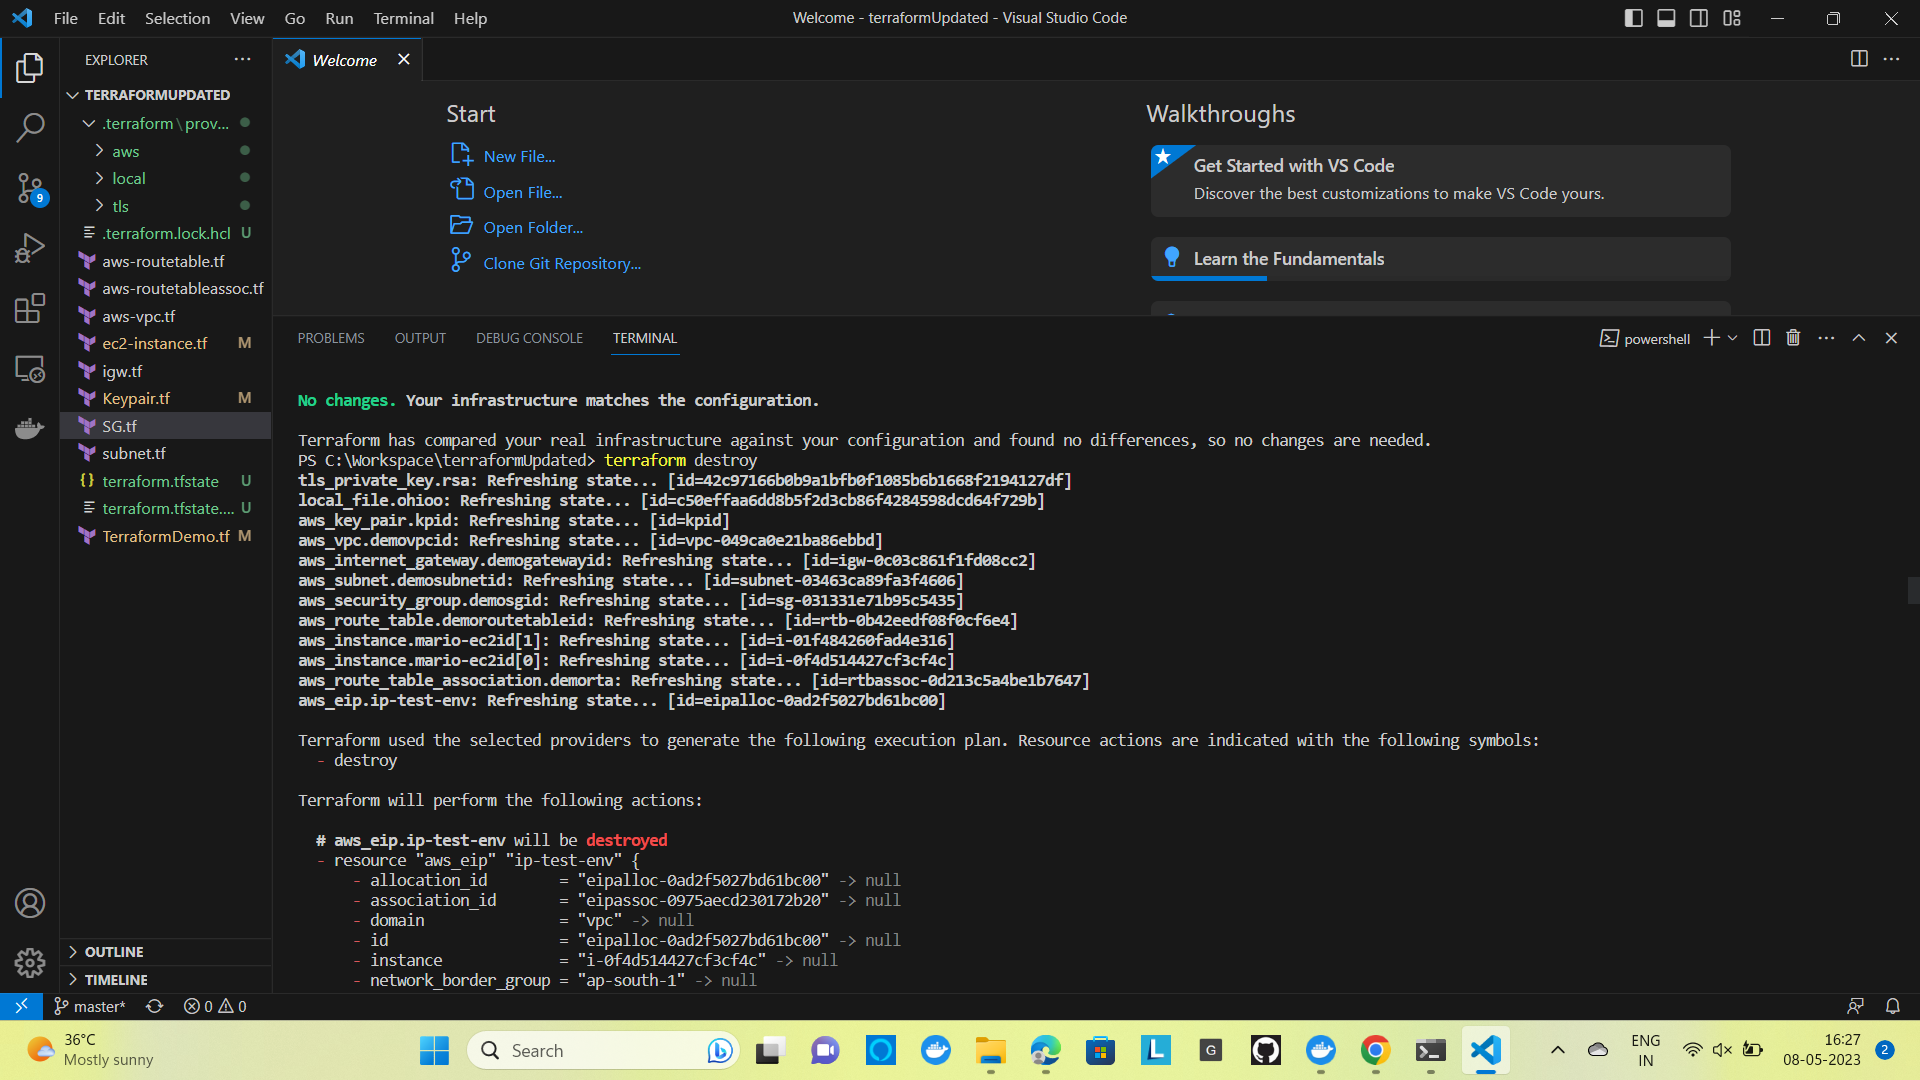 File Edit Selection View Go Run Terminal Help
Welcome - terraformUpdated - Visual Studio Code
EXPLORER
TERRAFORMUPDATED
.terraform\prov...
aws
local
tls
.terraform.lock.hcl U
aws-routetable.tf
aws-routetableassoc.tf
aws-vpc.tf
ec2-instance.tf M
igw.tf
Keypair.tf M
SG.tf
subnet.tf
terraform.tfstate U
terraform.tfstate.... U
TerraformDemo.tf M
OUTLINE
TIMELINE
9
Welcome
Start
New File...
Open File...
Open Folder...
Clone Git Repository...
Walkthroughs
Get Started with VS Code
Discover the best customizations to make VS Code yours.
Learn the Fundamentals
PROBLEMS OUTPUT DEBUG CONSOLE TERMINAL
powershell
No changes. Your infrastructure matches the configuration.
Terraform has compared your real infrastructure against your configuration and found no differences, so no changes are needed.
PS C:\Workspace\terraformUpdated> terraform destroy
tls_private_key.rsa: Refreshing state... [id=42c97166b0b9a1bfb0f1085b6b1668f2194127df]
local_file.ohioo: Refreshing state... [id=c50effaa6dd8b5f2d3cb86f4284598dcd64f729b]
aws_key_pair.kpid: Refreshing state... [id=kpid]
aws_vpc.demovpcid: Refreshing state... [id=vpc-049ca0e21ba86ebbd]
aws_internet_gateway.demogatewayid: Refreshing state... [id=igw-0c03c861f1fd08cc2]
aws_subnet.demosubnetid: Refreshing state... [id=subnet-03463ca89fa3f4606]
aws_security_group.demosgid: Refreshing state... [id=sg-031331e71b95c5435]
aws_route_table.demoroutetableid: Refreshing state... [id=rtb-0b42eedf08f0cf6e4]
aws_instance.mario-ec2id[1]: Refreshing state... [id=i-01f484260fad4e316]
aws_instance.mario-ec2id[0]: Refreshing state... [id=i-0f4d514427cf3cf4c]
aws_route_table_association.demorta: Refreshing state... [id=rtbassoc-0d213c5a4be1b7647]
aws_eip.ip-test-env: Refreshing state... [id=eipalloc-0ad2f5027bd61bc00]
Terraform used the selected providers to generate the following execution plan. Resource actions are indicated with the following symbols:
- destroy
Terraform will perform the following actions:
# aws_eip.ip-test-env will be destroyed
- resource "aws_eip" "ip-test-env" {
- allocation_id = "eipalloc-0ad2f5027bd61bc00" -> null
- association_id = "eipassoc-0975aecd230172b20" -> null
- domain = "vpc" -> null
- id = "eipalloc-0ad2f5027bd61bc00" -> null
- instance = "i-0f4d514427cf3cf4c" -> null
- network_border_group = "ap-south-1" -> null
master* 0 0
36°C
Mostly sunny
Search
L
G
ENG
IN
16:27
08-05-2023
2